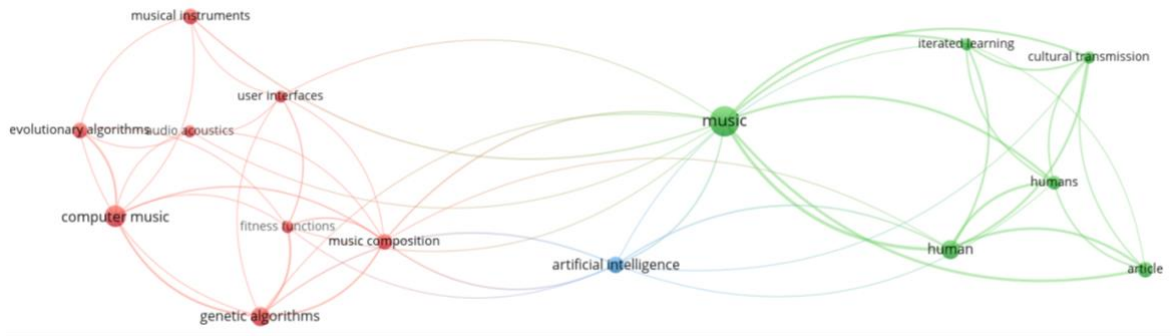 musical instruments
iterated learning
cultural transmission
user interfaces
music
evolutionary algorithms
audio acoustics
humans
computer music
fitness functions
music composition
human
artificial intelligence
article
genetic algorithms